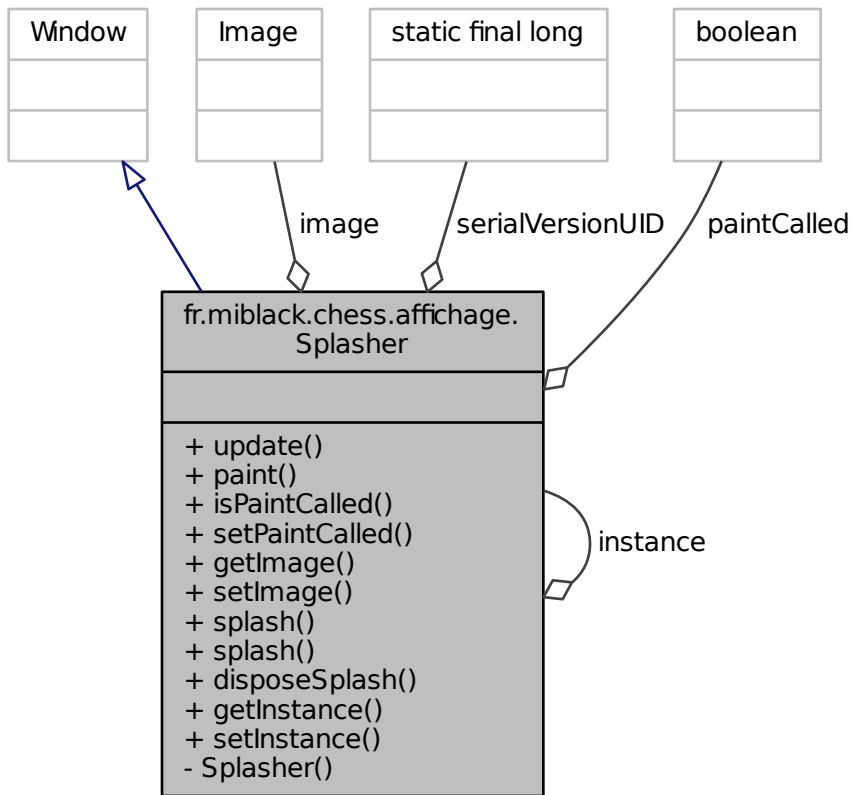 Window
Image
static final long
boolean
image
serialVersionUID
paintCalled
fr.miblack.chess.affichage.
Splasher
+ update()
+ paint()
+ isPaintCalled()
+ setPaintCalled()
+ getImage()
+ setImage()
+ splash()
+ splash()
+ disposeSplash()
+ getInstance()
+ setInstance()
- Splasher()
instance